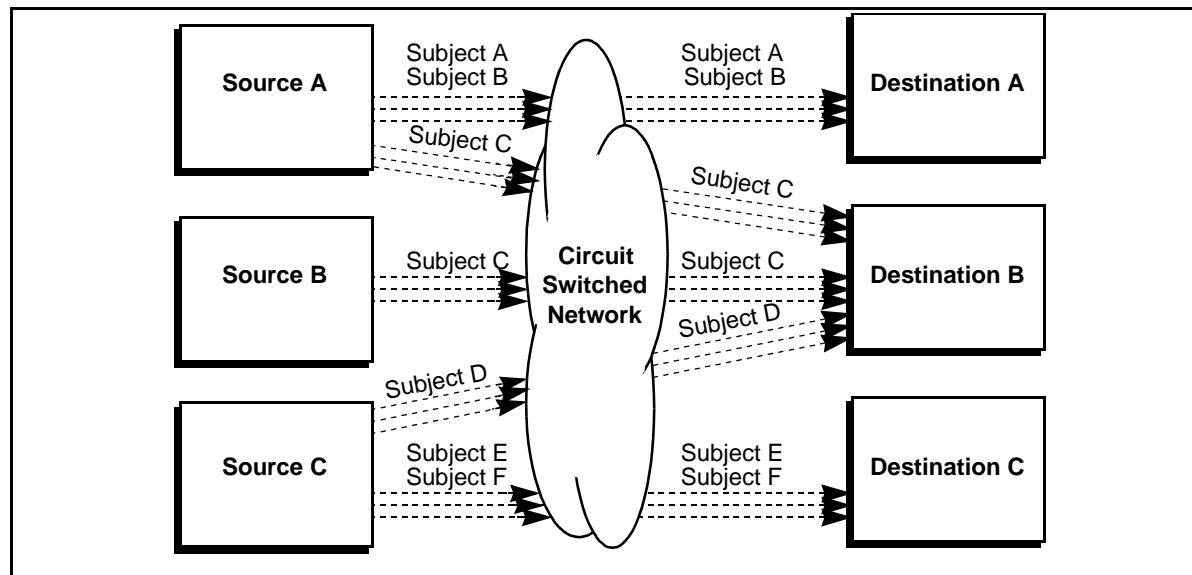 Source A
Subject A
Subject B
Subject C
Subject A
Subject B
Destination A
Subject C
Source B
Subject C
Circuit
Switched
Network
Subject C
Destination B
Subject D
Source C
Subject D
Subject E
Subject F
Subject E
Subject F
Destination C